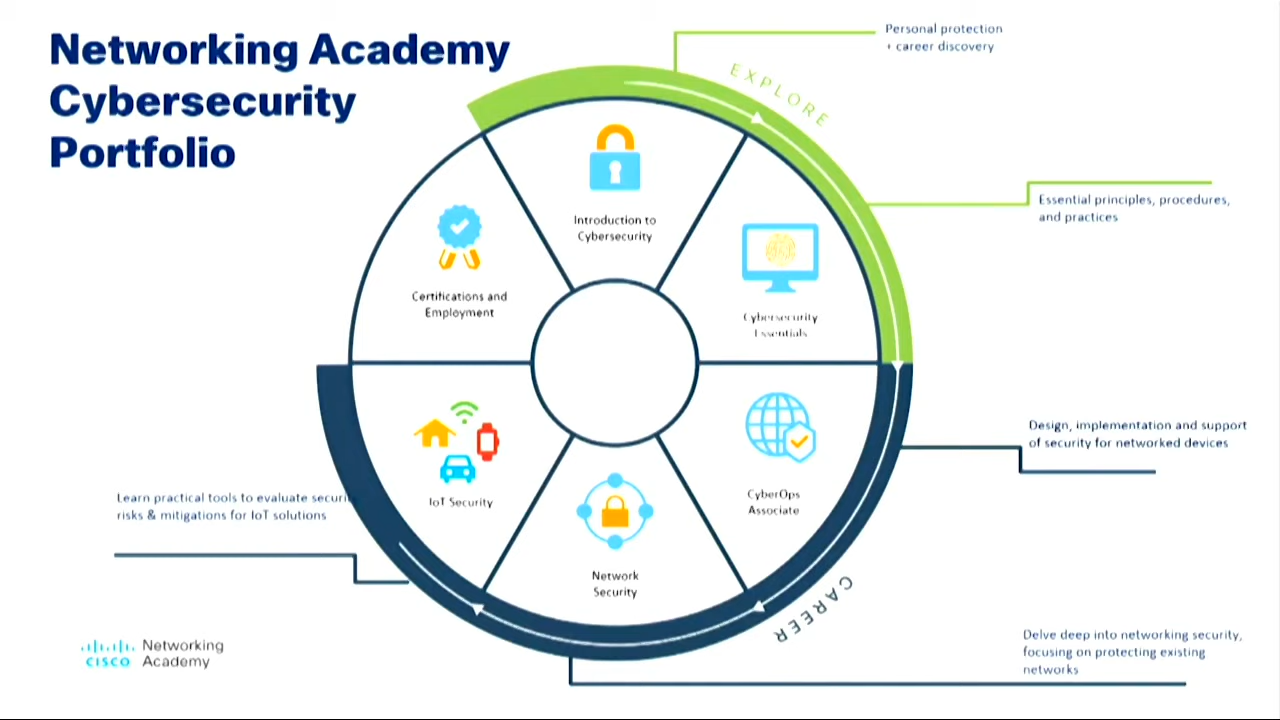 Networking Academy
Cybersecurity
Portfolio
Personal protection
+ career discovery
EXPLORE
Essential principles, procedures,
and practices
Introduction to
Cybersecurity
Certifications and
Employment
Cybersecurity
Essentials
Design, implementation and support
of security for networked devices
CyberOps
Associate
IoT Security
Learn practical tools to evaluate security
risks & mitigations for IoT solutions
Network
Security
CAREER
Delve deep into networking security,
focusing on protecting existing
networks
CISCO
Networking
Academy